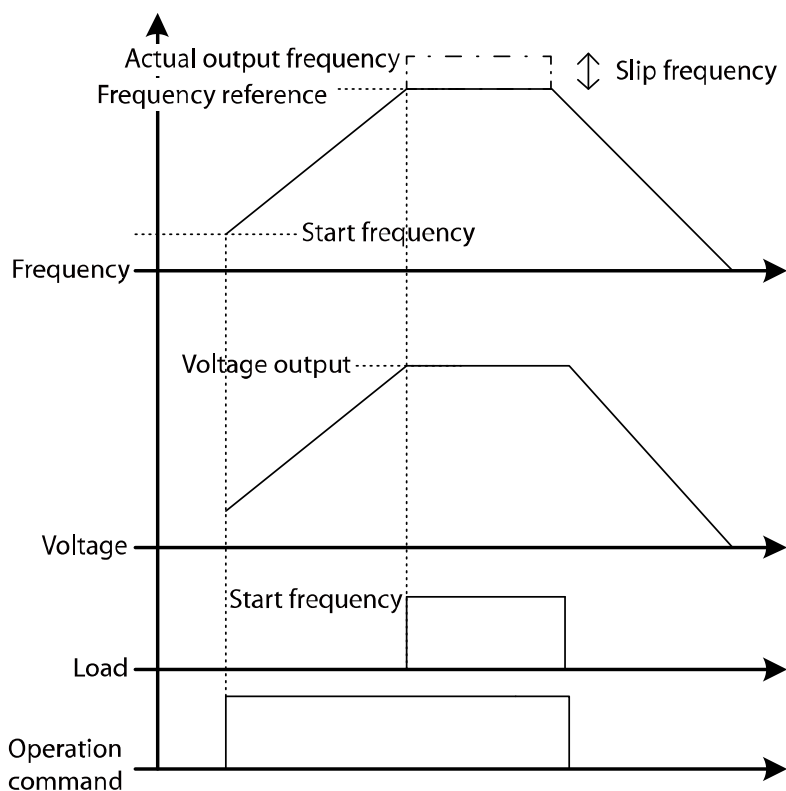 Actual output frequency
Slip frequency
Frequency reference
Start frequency
Frequency
Voltage output
Voltage
Start frequency
Load
Operation
command